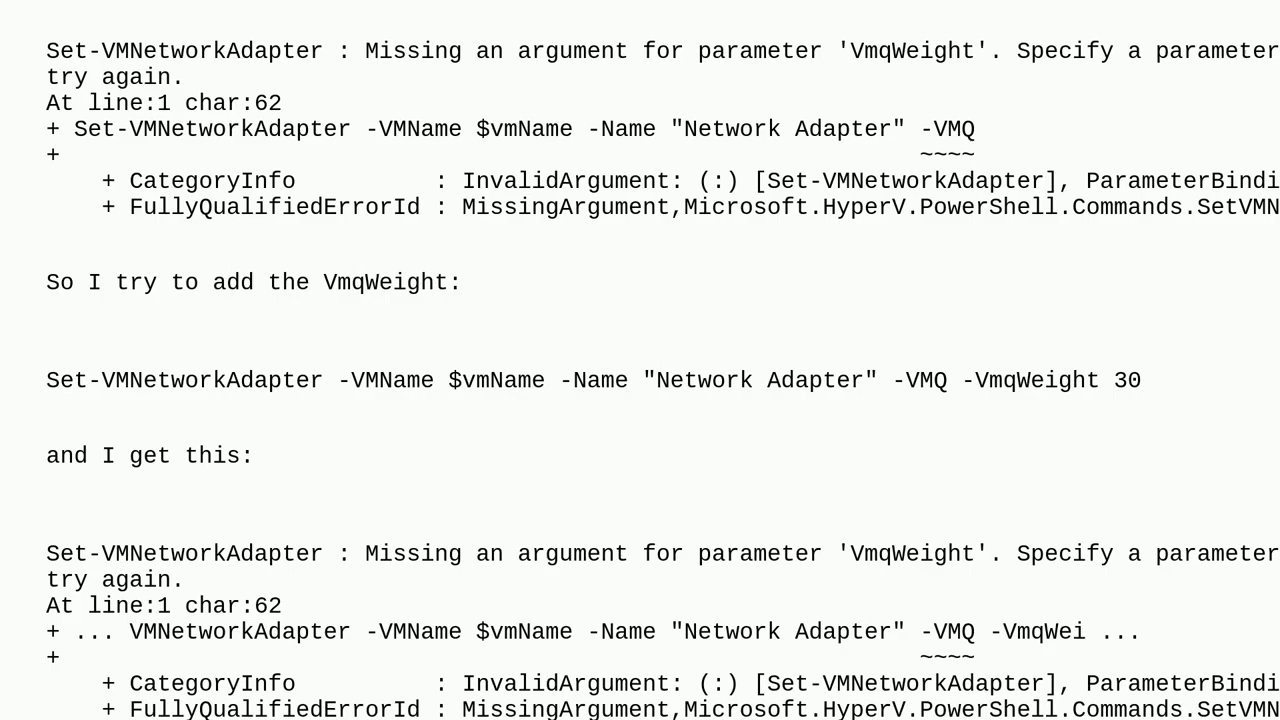 Set-VMNetworkAdapter : Missing an argument for parameter 'VmqWeight'. Specify a parameter
try again.
At line:1 char:62
+ Set-VMNetworkAdapter -VMName $vmName -Name "Network Adapter" -VMQ
+                                                              ~~~~
    + CategoryInfo          : InvalidArgument: (:) [Set-VMNetworkAdapter], ParameterBindi
    + FullyQualifiedErrorId : MissingArgument,Microsoft.HyperV.PowerShell.Commands.SetVMN
So I try to add the VmqWeight:
Set-VMNetworkAdapter -VMName $vmName -Name "Network Adapter" -VMQ -VmqWeight 30
and I get this:
Set-VMNetworkAdapter : Missing an argument for parameter 'VmqWeight'. Specify a parameter
try again.
At line:1 char:62
+ ... VMNetworkAdapter -VMName $vmName -Name "Network Adapter" -VMQ -VmqWei ...
+                                                              ~~~~
    + CategoryInfo          : InvalidArgument: (:) [Set-VMNetworkAdapter], ParameterBindi
    + FullyQualifiedErrorId : MissingArgument,Microsoft.HyperV.PowerShell.Commands.SetVMN